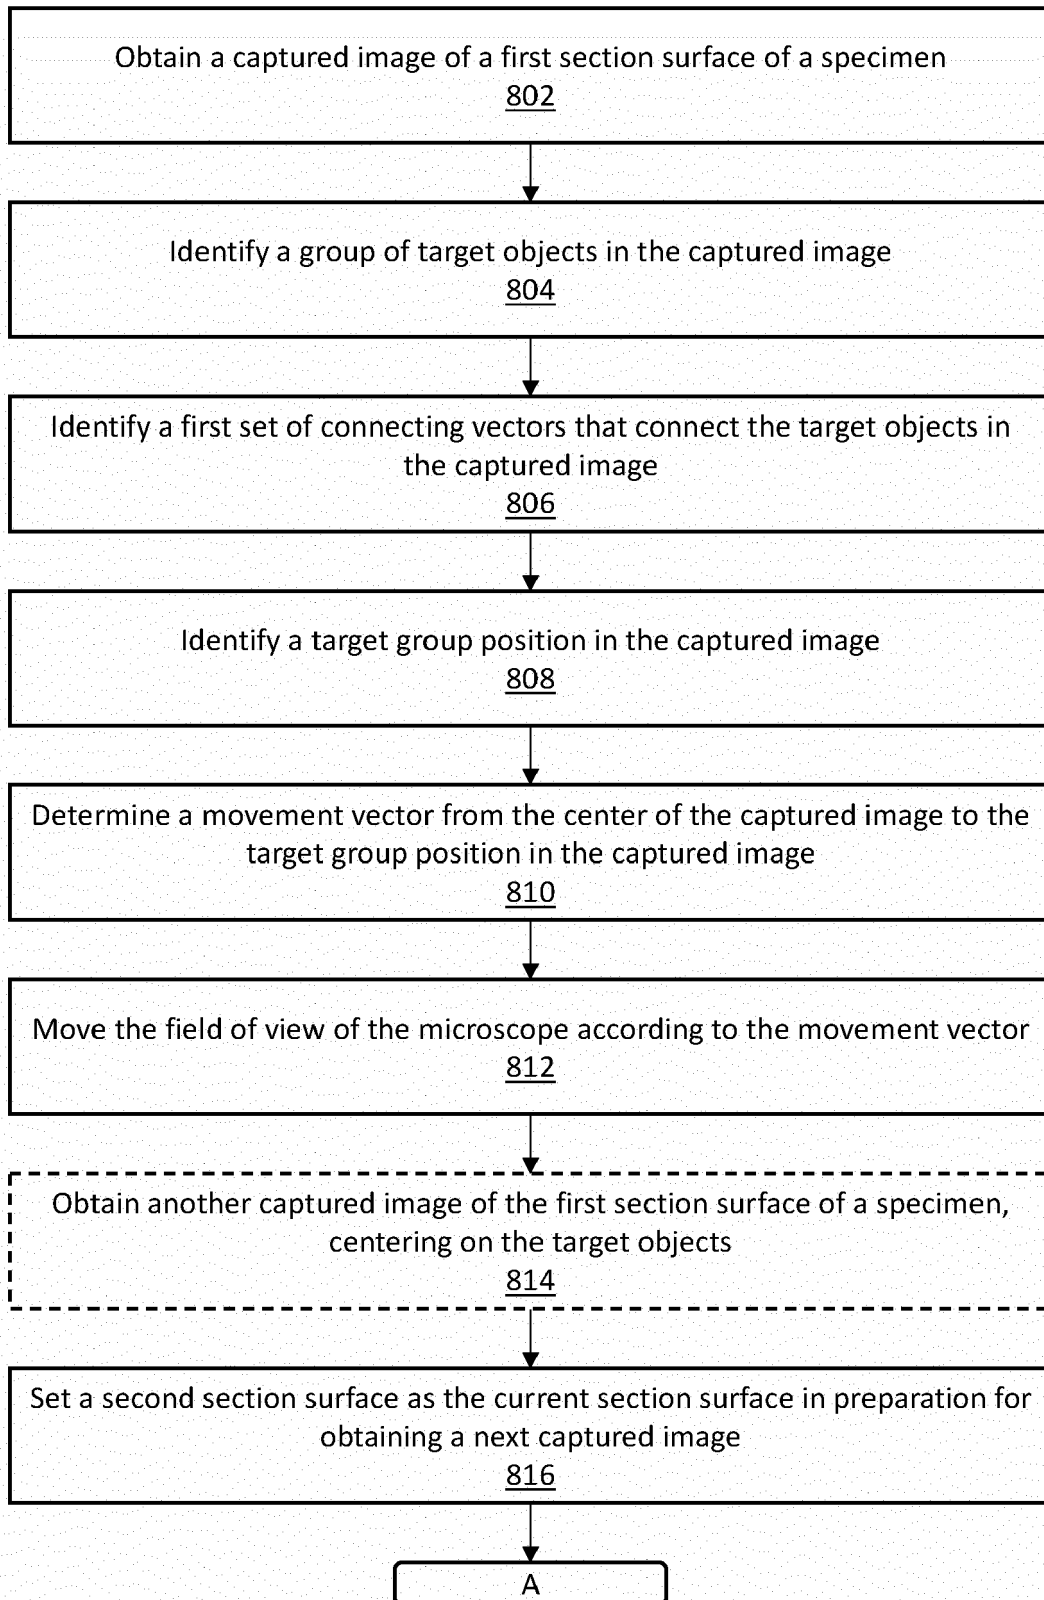 Obtain a captured image of a first section surface of a specimen
802
Identify a group of target objects in the captured image
804
Identify a first set of connecting vectors that connect the target objects in
the captured image
806
Identify a target group position in the captured image
808
Determine a movement vector from the center of the captured image to the
target group position in the captured image
810
Move the field of view of the microscope according to the movement vector
812
Obtain another captured image of the first section surface of a specimen,
centering on the target objects
814
Set a second section surface as the current section surface in preparation for
obtaining a next captured image
816
A